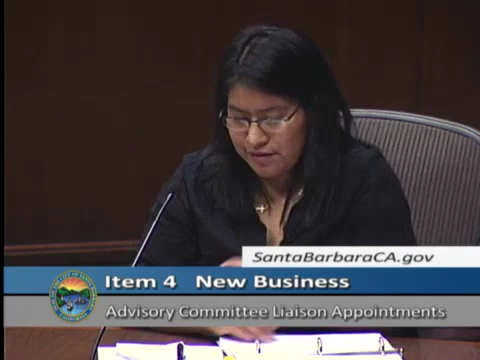 SantaBarbaraCA.gov
Item 4 New Business
Advisory Committee Liaison Appointments